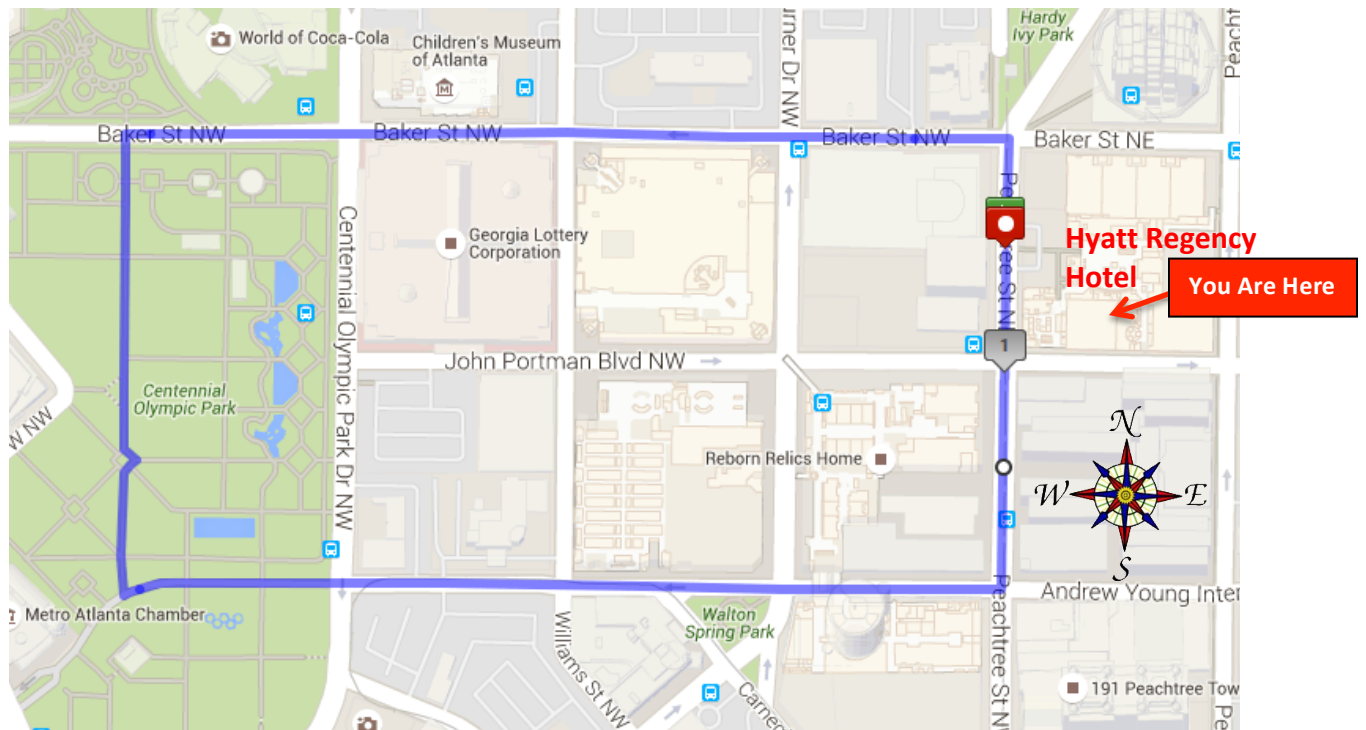 World of Coca-Cola
Children's Museum
of Atlanta
Hardy
Ivy Park
Baker St NW
Baker St NW
Baker St NW
Baker St NE
Georgia Lottery
Corporation
Hyatt Regency
Hotel
You Are Here
Centennial Olympic Park Dr NW
John Portman Blvd NW
1
Centennial
Olympic Park
Reborn Relics Home
N
W
E
S
Metro Atlanta Chamber
Walton
Spring Park
Williams St NW
Peachtree St NW
Andrew Young Inter
191 Peachtree Tow